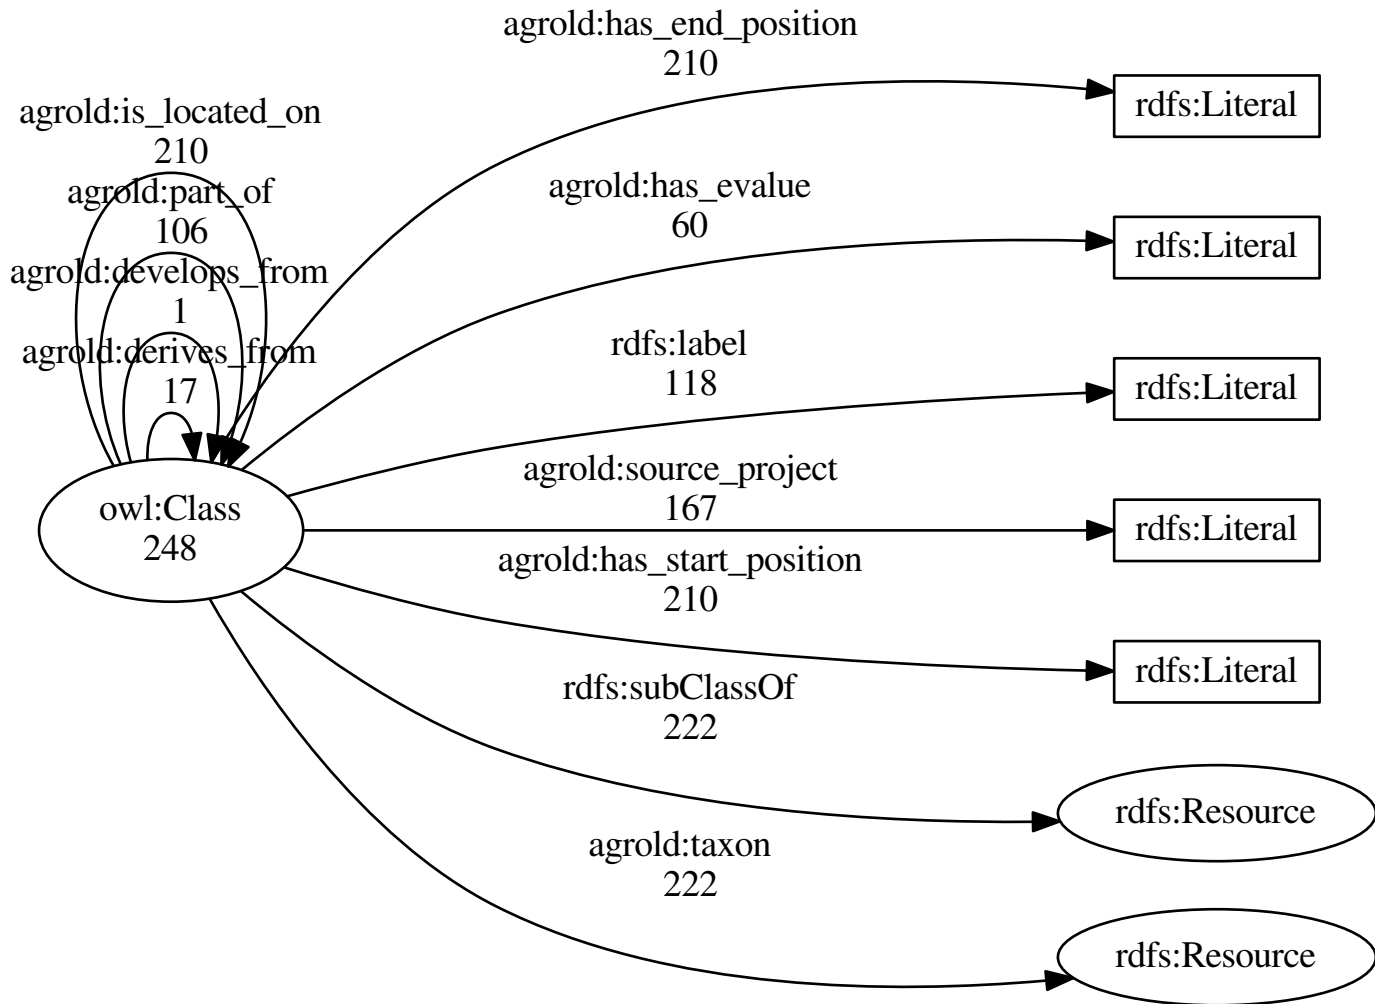 agrold:has_end_position
210
rdfs:Literal
agrold:is_located_on
210
agrold:part_of
106
agrold:develops_from
1
agrold:derives_from
17
agrold:has_evalue
60
rdfs:Literal
rdfs:label
118
rdfs:Literal
owl:Class
248
agrold:source_project
167
rdfs:Literal
agrold:has_start_position
210
rdfs:Literal
rdfs:subClassOf
222
rdfs:Resource
agrold:taxon
222
rdfs:Resource